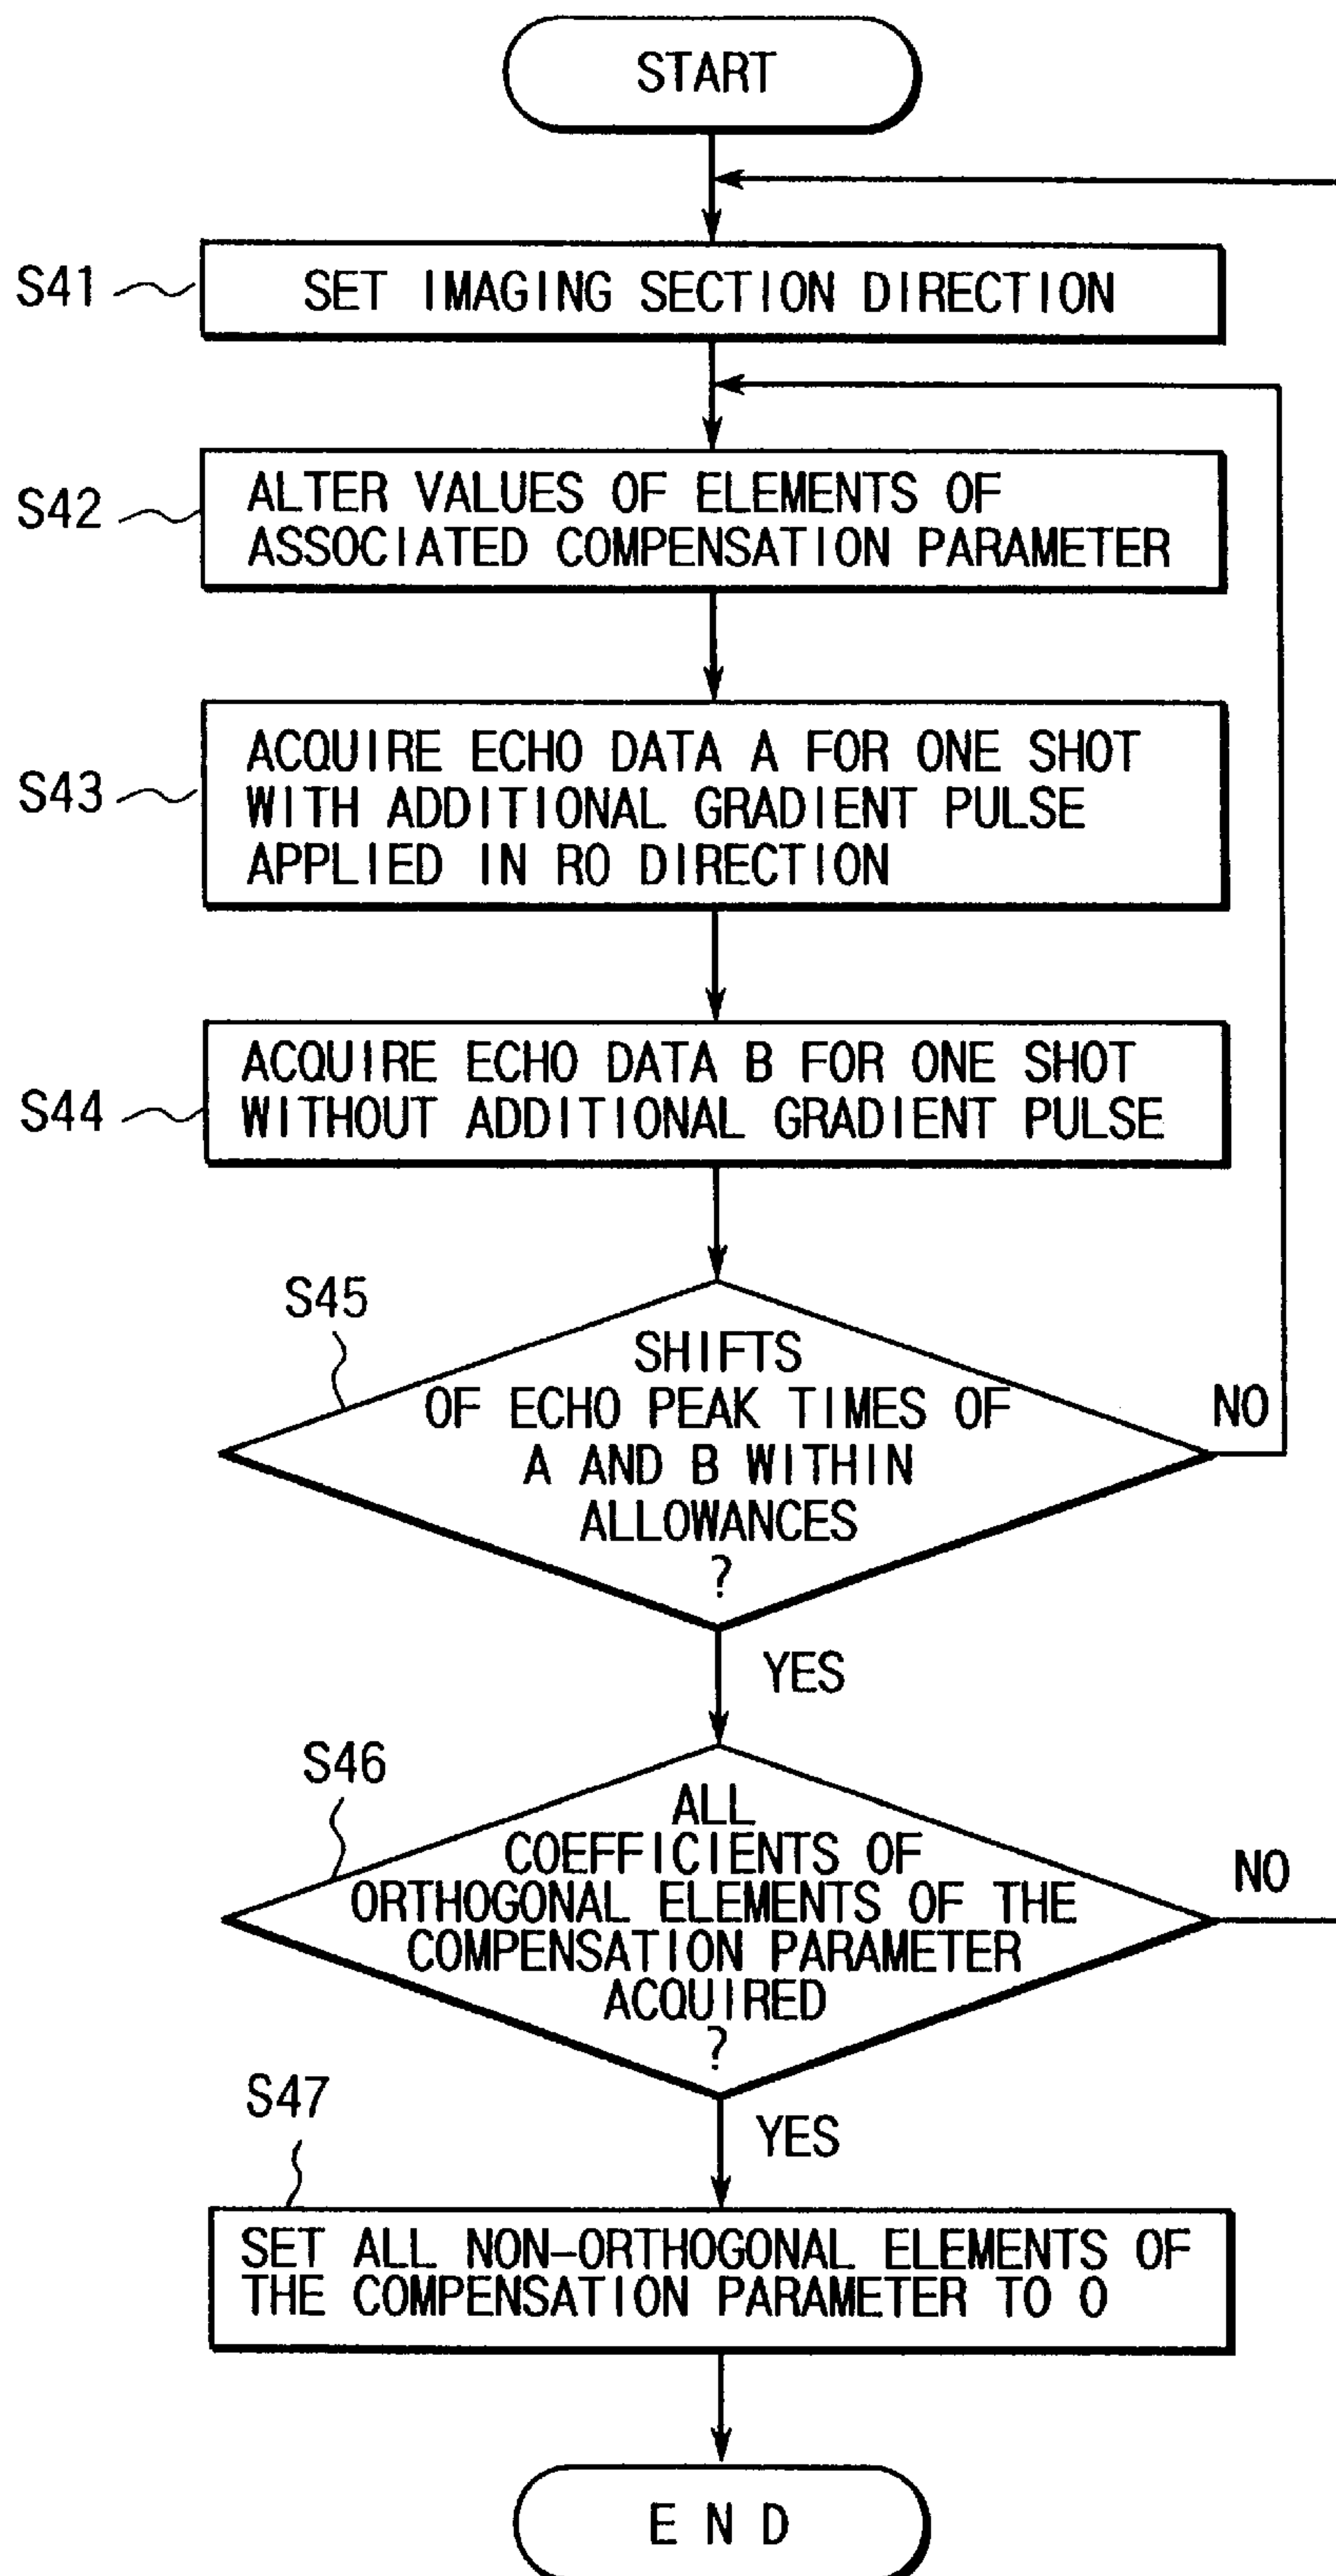 START
S41
SET IMAGING SECTION DIRECTION
S42
ALTER VALUES OF ELEMENTS OF
ASSOCIATED COMPENSATION PARAMETER
S43
ACQUIRE ECHO DATA A FOR ONE SHOT
WITH ADDITIONAL GRADIENT PULSE
APPLIED IN RO DIRECTION
S44
ACQUIRE ECHO DATA B FOR ONE SHOT
WITHOUT ADDITIONAL GRADIENT PULSE
S45
SHIFTS
OF ECHO PEAK TIMES OF
A AND B WITHIN
ALLOWANCES
?
NO
YES
S46
ALL
COEFFICIENTS OF
ORTHOGONAL ELEMENTS OF THE
COMPENSATION PARAMETER
ACQUIRED
?
NO
YES
S47
SET ALL NON-ORTHOGONAL ELEMENTS OF
THE COMPENSATION PARAMETER TO 0
E N D